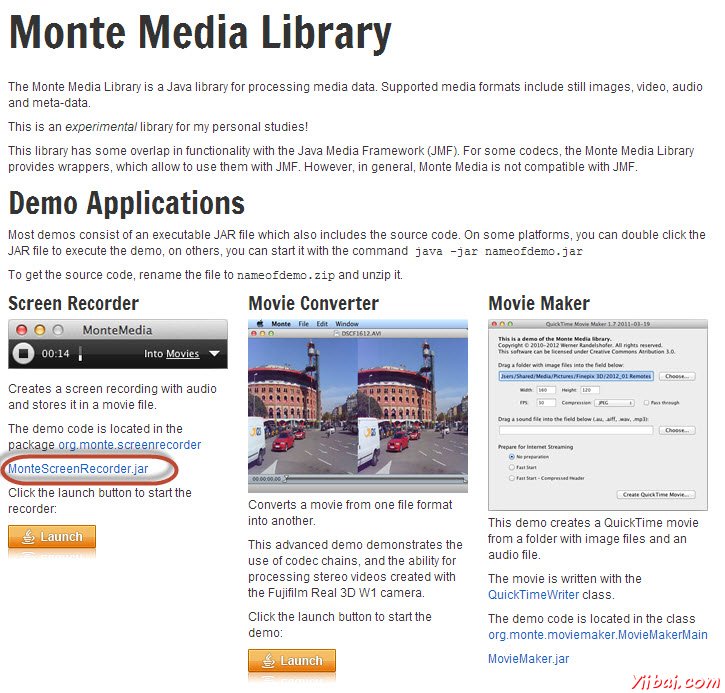 Monte Media Library
The Monte Media Library is a Java library for processing media data. Supported media formats include still images, video, audio
and meta-data.
This is an experimental library for my personal studies!
This library has some overlap in functionality with the Java Media Framework (JMF). For some codecs, the Monte Media Library
provides wrappers, which allow to use them with JMF. However, in general, Monte Media is not compatible with JMF.
Demo Applications
Most demos consist of an executable JAR file which also includes the source code. On some platforms, you can double click the
JAR file to execute the demo, on others, you can start it with the command java -jar nameofdemo.jar
To get the source code, rename the file to nameofdemo.zip and unzip it.
Screen Recorder
MonteMedia
00:14
Into Movies
Creates a screen recording with audio
and stores it in a movie file.
The demo code is located in the
package org.monte.screenrecorder
MonteScreenRecorder.jar
Click the launch button to start the
recorder:
Launch
Movie Converter
Monte File Edit Window
DSCF1612.AVI
00:00:00.00
Converts a movie from one file format
into another.
This advanced demo demonstrates the
use of codec chains, and the ability for
processing stereo videos created with
the Fujifilm Real 3D W1 camera.
Click the launch button to start the
demo:
Launch
Movie Maker
QuickTime Movie Maker 1.7 2011-03-19
This is a demo of the Monte Media library.
Copyright © 2010-2012 Werner Randelshofer. All rights reserved.
This software can be licensed under Creative Commons Attribution 3.0.
Drag a folder with image files into the field below:
Jsers/Shared/Media/Pictures/Finepix 3D/2012_01 Remotes
Choose...
Width: 160 Height: 120
FPS: 30 Compression: JPEG Pass through
Drag a sound file into the field below (.au, .aiff, .wav, .mp3):
Choose...
Prepare for Internet Streaming
No preparation
Fast Start
Fast Start - Compressed Header
Create QuickTime Movie...
This demo creates a QuickTime movie
from a folder with image files and an
audio file.
The movie is written with the
QuickTimeWriter class.
The demo code is located in the class
org.monte.moviemaker.MovieMakerMain
MovieMaker.jar
Yiibai.com